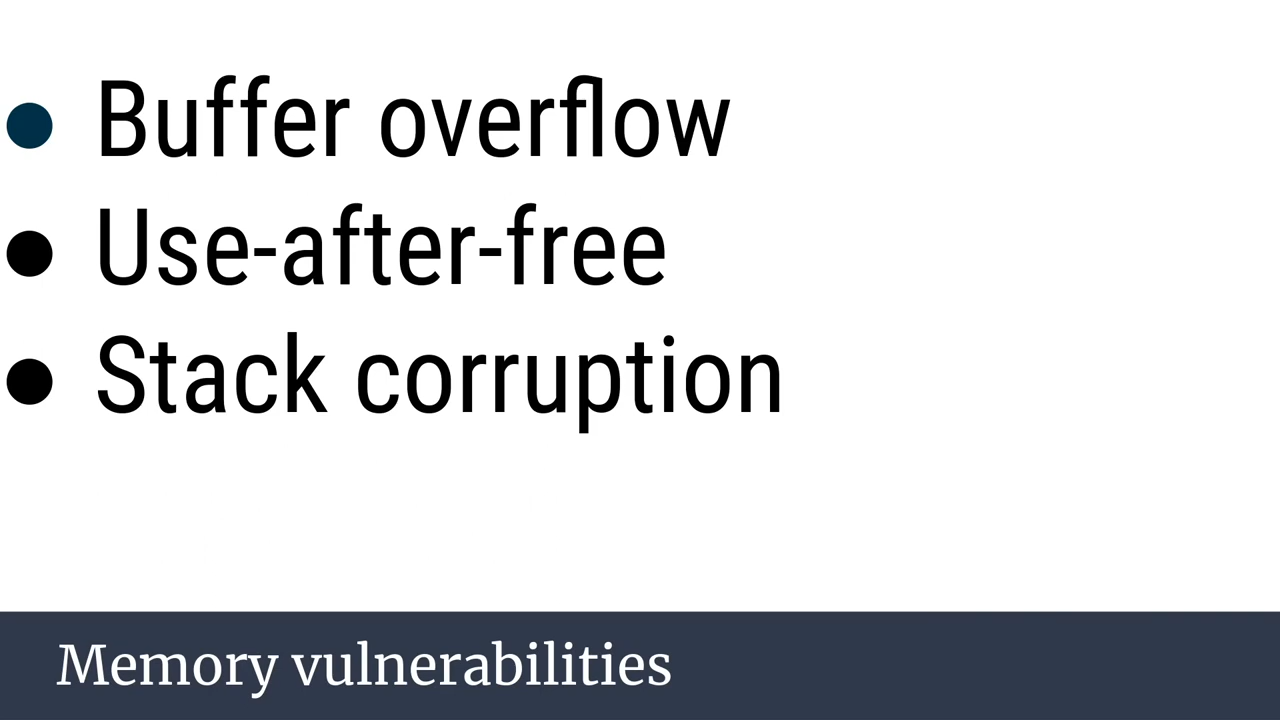 ● Buffer overflow
● Use-after-free
● Stack corruption
Memory vulnerabilities